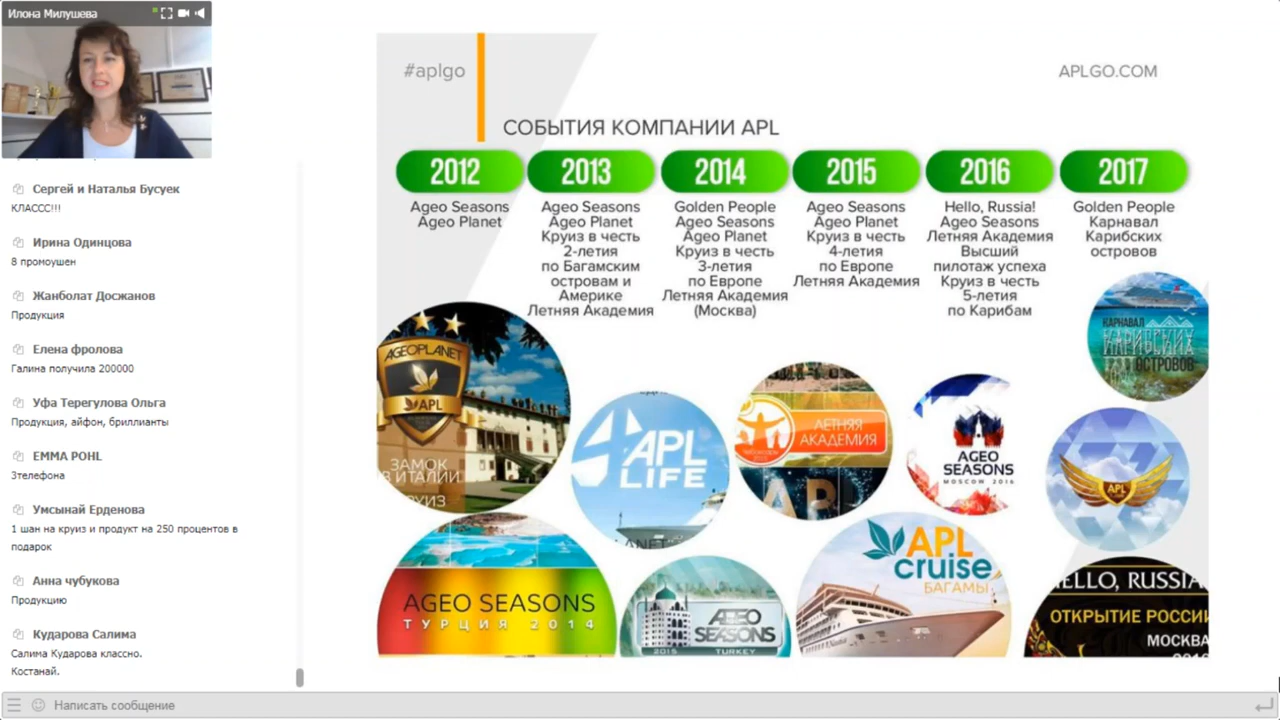 Илона Милушева
Сергей и Наталья Бусуек
КЛАССС!!!
Ирина Одинцова
8 промоушен
Жанболат Досжанов
Продукция
Елена фролова
Галина получила 200000
Уфа Терегулова Ольга
Продукция, айфон, бриллианты
ЕММА РОНL
3телефона
Умсынай Ерденова
1 шан на круиз и продукт на 250 процентов в
подарок
Анна чубукова
Продукцию
Кударова Салима
Салима Кударова классно.
Костанай.
Написать сообщение
#aplgo
APLGO.COM
СОБЫТИЯ КОМПАНИИ APL
2012
Ageo Seasons
Ageo Planet
2013
Ageo Seasons
Ageo Planet
Круиз в честь
2-летия
по Багамским
островам и
Америке
Летняя Академия
2014
Golden People
Ageo Seasons
Ageo Planet
Круиз в честь
3-летия
по Европе
Летняя Академия
(Москва)
2015
Ageo Seasons
Ageo Planet
Круиз в честь
4-летия
по Европе
Летняя Академия
2016
Hello, Russia!
Ageo Seasons
Летняя Академия
Высший
пилотаж успеха
Круиз в честь
5-летия
по Карибам
2017
Golden People
Карнавал
Карибских
островов
AGEOPLANET
APL
ЗАМОК
В ИТАЛИИ
КРУИЗ
APL
LIFE
ЛЕТНЯЯ
АКАДЕМИЯ
AGEO
SEASONS
MOSCOW 2016
КАРНАВАЛ
КАРИБСКИХ
ОСТРОВОВ
APL
AGEO SEASONS
ТУРЦИЯ 2014
AGEO
SEASONS
2015 TURKEY
APL
cruise
БАГАМЫ
HELLO, RUSSIA
ОТКРЫТИЕ РОССИИ
МОСКВА